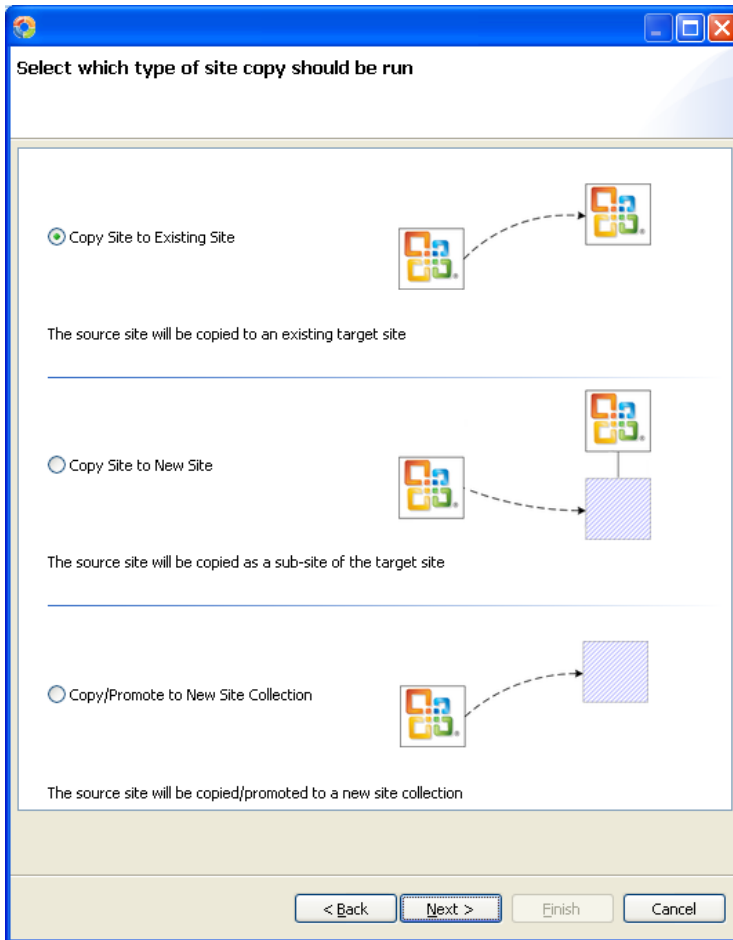 Select which type of site copy should be run
Copy Site to Existing Site
The source site will be copied to an existing target site
Copy Site to New Site
The source site will be copied as a sub-site of the target site
Copy/Promote to New Site Collection
The source site will be copied/promoted to a new site collection
< Back Next > Finish Cancel